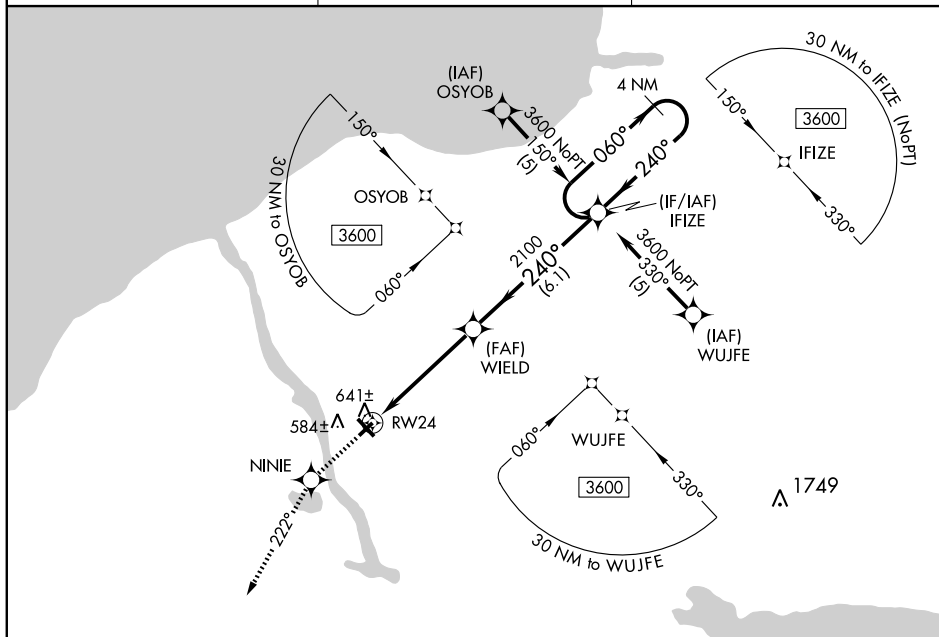 (IAF)
OSYOB
4 NM
30 NM to IFIZE (NoPT)
150°
3600
IFIZE
330°
3600 NoPT
150°
(5)
060°
240°
(IF/IAF)
IFIZE
150°
OSYOB
3600
060°
30 NM to OSYOB
2100
240°
(6.1)
3600 NoPT
330°
(5)
(IAF)
WUJFE
(FAF)
WIELD
641±
584±
RW24
NINIE
222°
WUJFE
060°
330°
3600
30 NM to WUJFE
1749